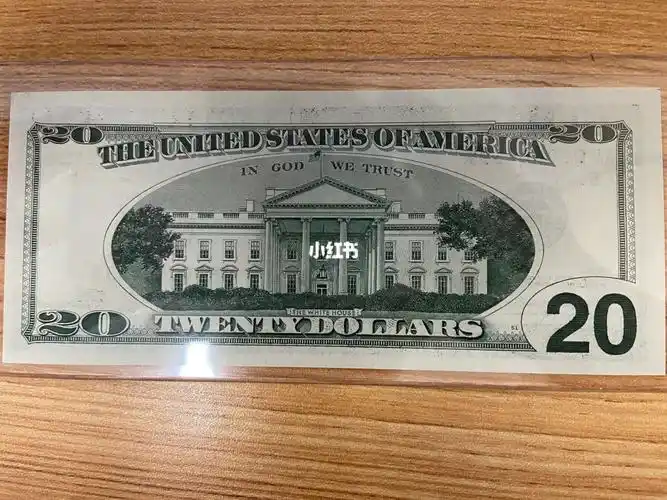 20 20
THE UNITED STATES OF AMERICA
IN GOD WE TRUST
小红书
THE WHITE HOUSE
20 TWENTY DOLLARS 20